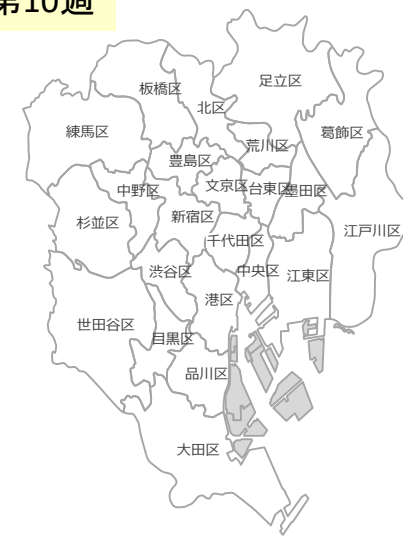 第10週
足立区
板橋区
北区
練馬区
荒川区
葛飾区
豊島区
文京区
台東区
墨田区
中野区
杉並区
新宿区
江戸川区
千代田区
渋谷区
中央区
江東区
港区
世田谷区
目黒区
品川区
大田区